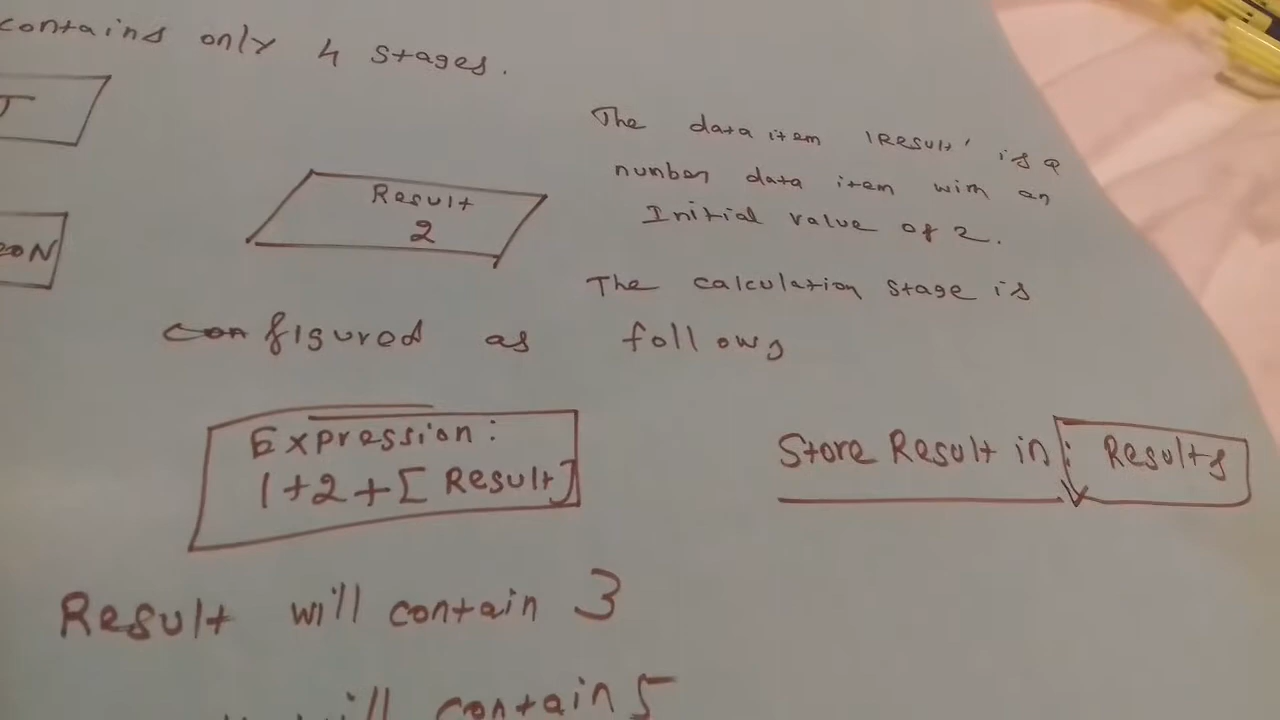 contains only 4 stages.
The data item 'Result' is a
number data item with an
Initial value of 2.
Result
2
The calculation stage is
configured as follows
Expression:
1+2+[Result]
Store Result in: Results
Result will contain 3
will contain 5